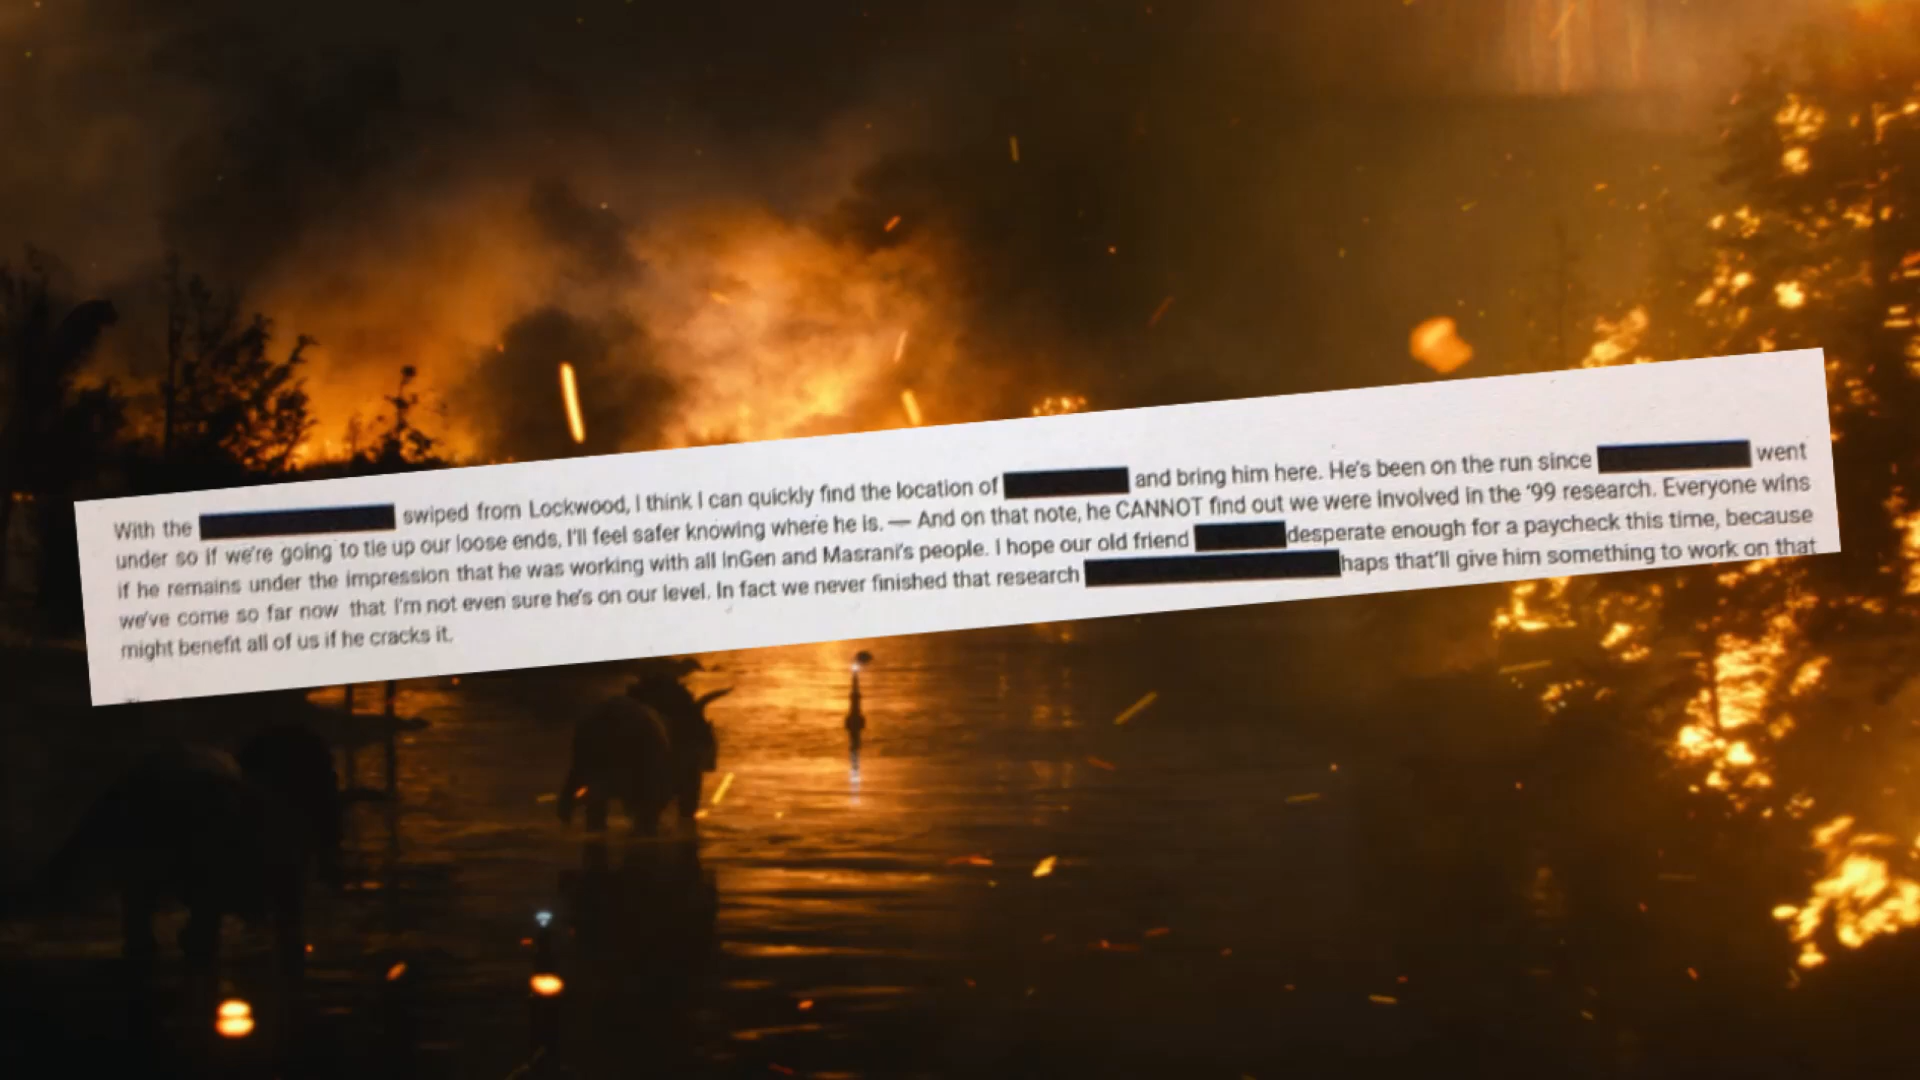 With the swiped from Lockwood, I think I can quickly find the location of and bring him here. He's been on the run since went
under so if we're going to tie up our loose ends, I'll feel safer knowing where he is. — And on that note, he CANNOT find out we were involved in the '99 research. Everyone wins
if he remains under the impression that he was working with all InGen and Masrani's people. I hope our old friend desperate enough for a paycheck this time, because
we've come so far now that I'm not even sure he's on our level. In fact we never finished that research haps that'll give him something to work on that
might benefit all of us if he cracks it.